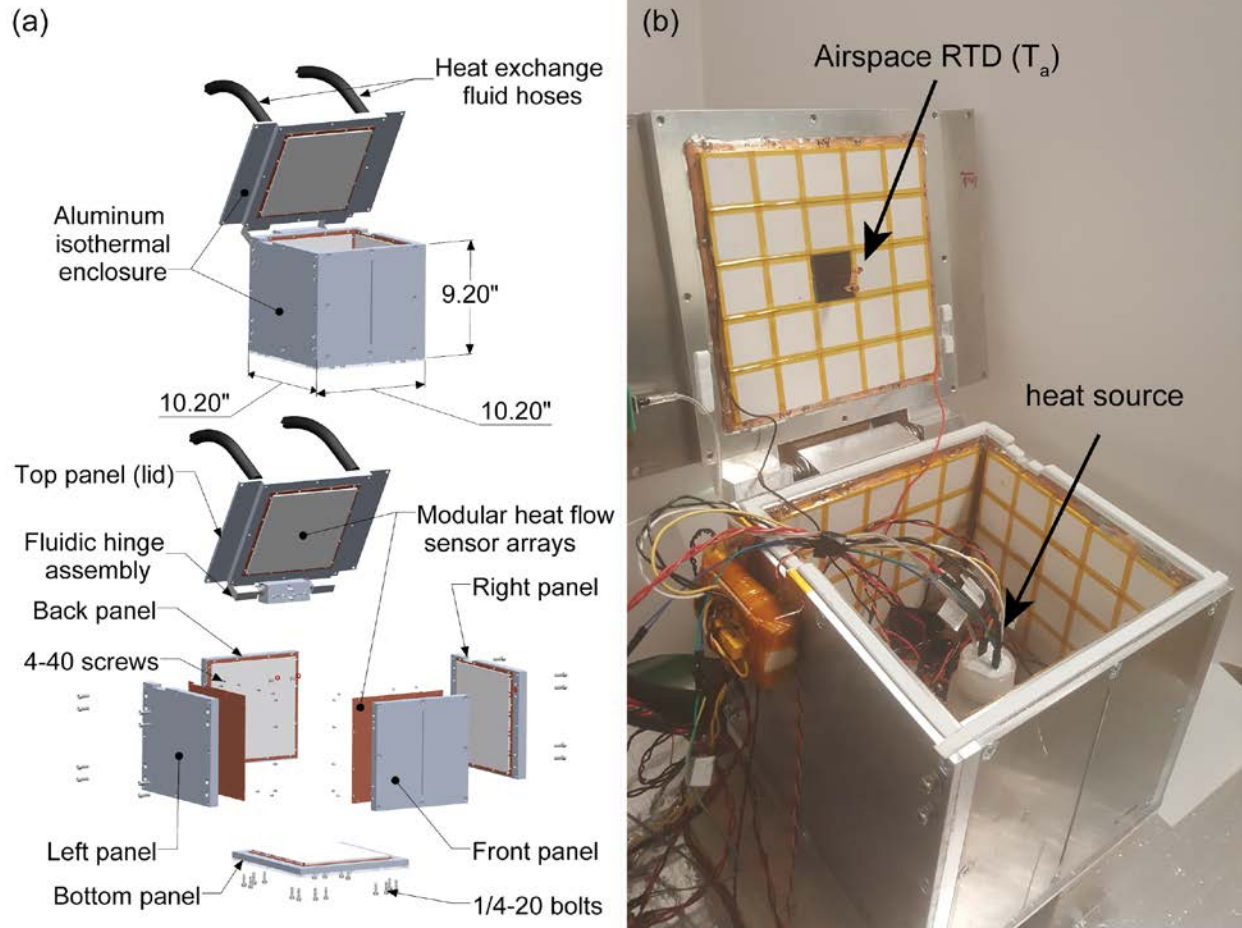 (a)
Heat exchange
fluid hoses
Aluminum
isothermal
enclosure
9.20"
10.20"
10.20"
Top panel (lid)
Fluidic hinge
assembly
Modular heat flow
sensor arrays
Back panel
Right panel
4-40 screws
Left panel
Front panel
Bottom panel
1/4-20 bolts
(b)
Airspace RTD (Tₐ)
heat source